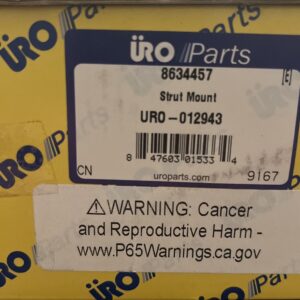 ÜRO Parts
8634457
[E]
Strut Mount
URO-012943
8 47603 01533 4
CN
uroparts.com
9167
⚠WARNING: Cancer
and Reproductive Harm -
www.P65Warnings.ca.gov